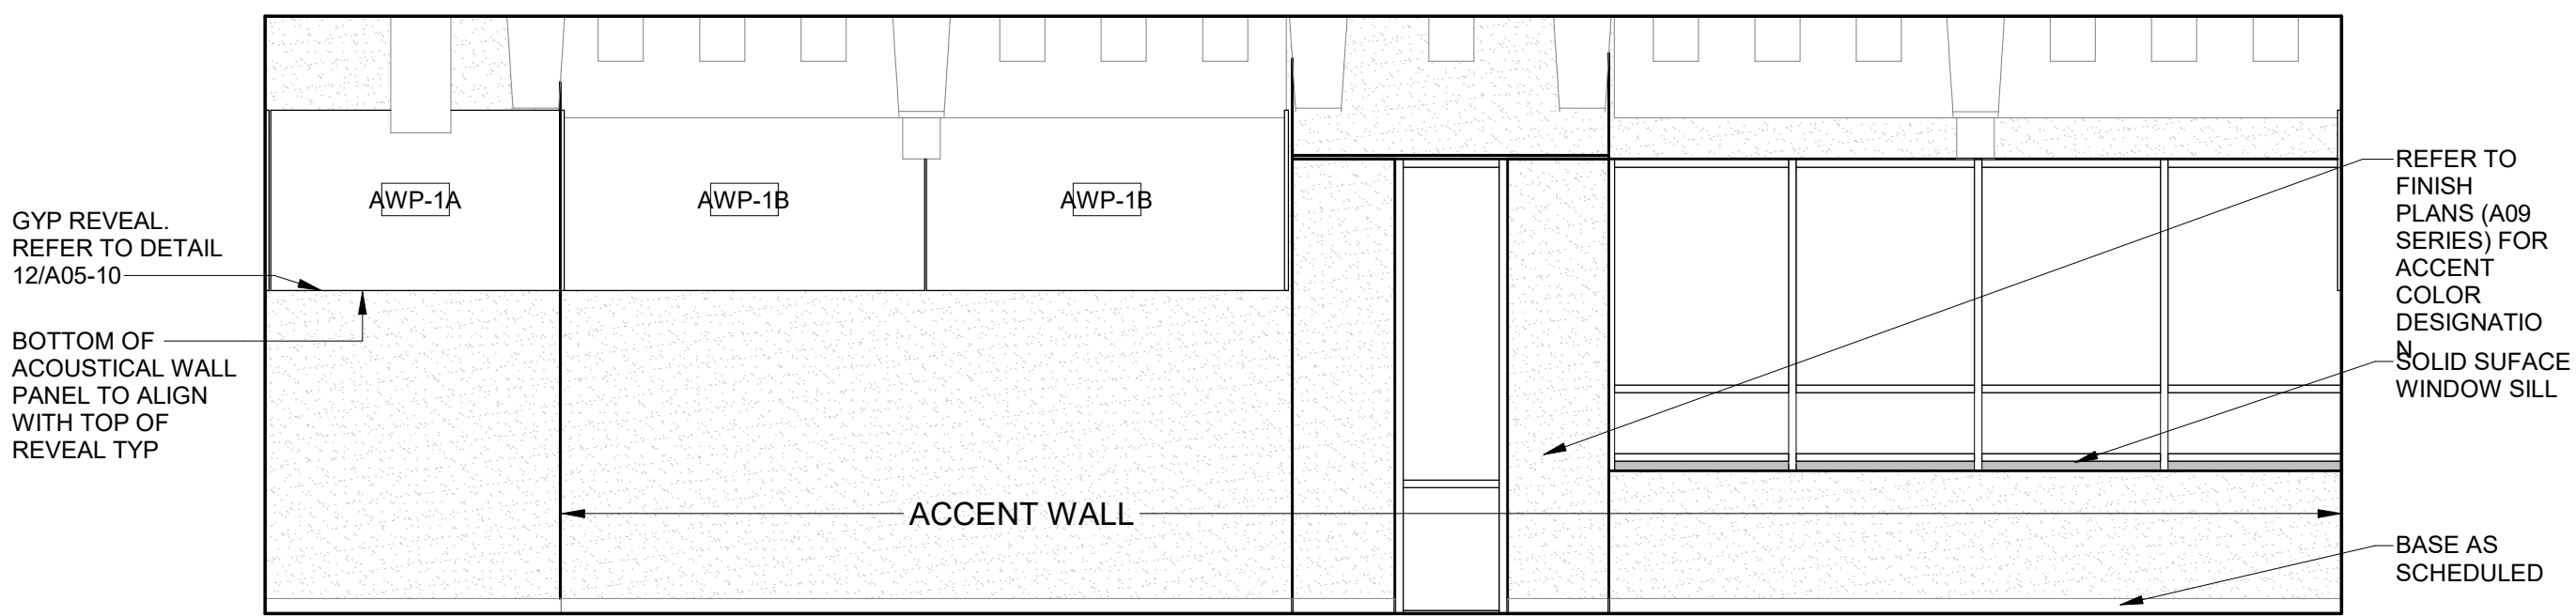 AWP-1A
AWP-1B
AWP-1B
GYP REVEAL.
REFER TO DETAIL
12/A05-10
BOTTOM OF
ACOUSTICAL WALL
PANEL TO ALIGN
WITH TOP OF
REVEAL TYP
ACCENT WALL
REFER TO
FINISH
PLANS (A09
SERIES) FOR
ACCENT
COLOR
DESIGNATIO
N
SOLID SUFACE
WINDOW SILL
BASE AS
SCHEDULED